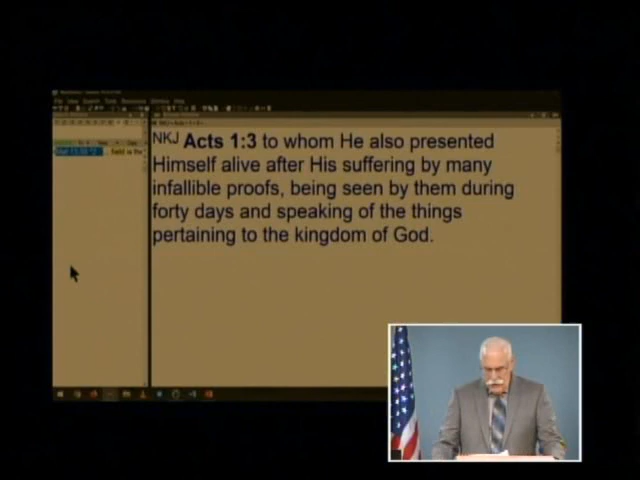 NKJ Acts 1:3 to whom He also presented
Himself alive after His suffering by many
infallible proofs, being seen by them during
forty days and speaking of the things
pertaining to the kingdom of God.